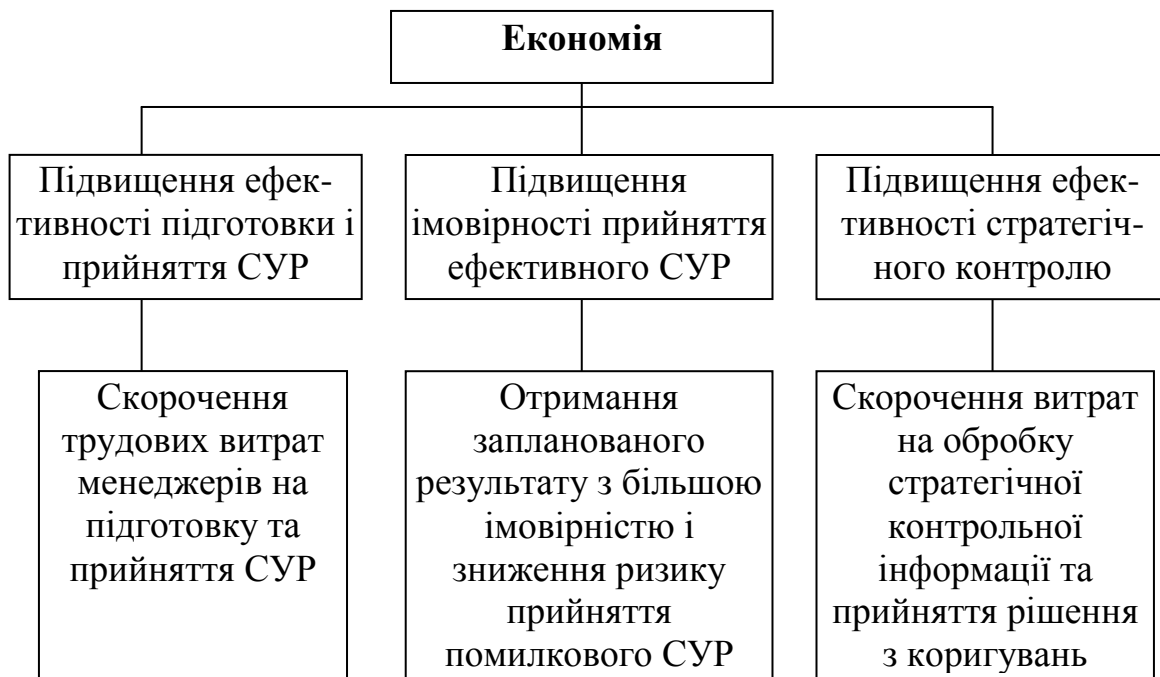 Економія
Підвищення ефек-
тивності підготовки і
прийняття СУР
Підвищення
імовірності прийняття
ефективного СУР
Підвищення ефек-
тивності стратегіч-
ного контролю
Скорочення
трудових витрат
менеджерів на
підготовку та
прийняття СУР
Отримання
запланованого
результату з більшою
імовірністю і
зниження ризику
прийняття
помилкового СУР
Скорочення витрат
на обробку
стратегічної
контрольної
інформації та
прийняття рішення
з коригувань